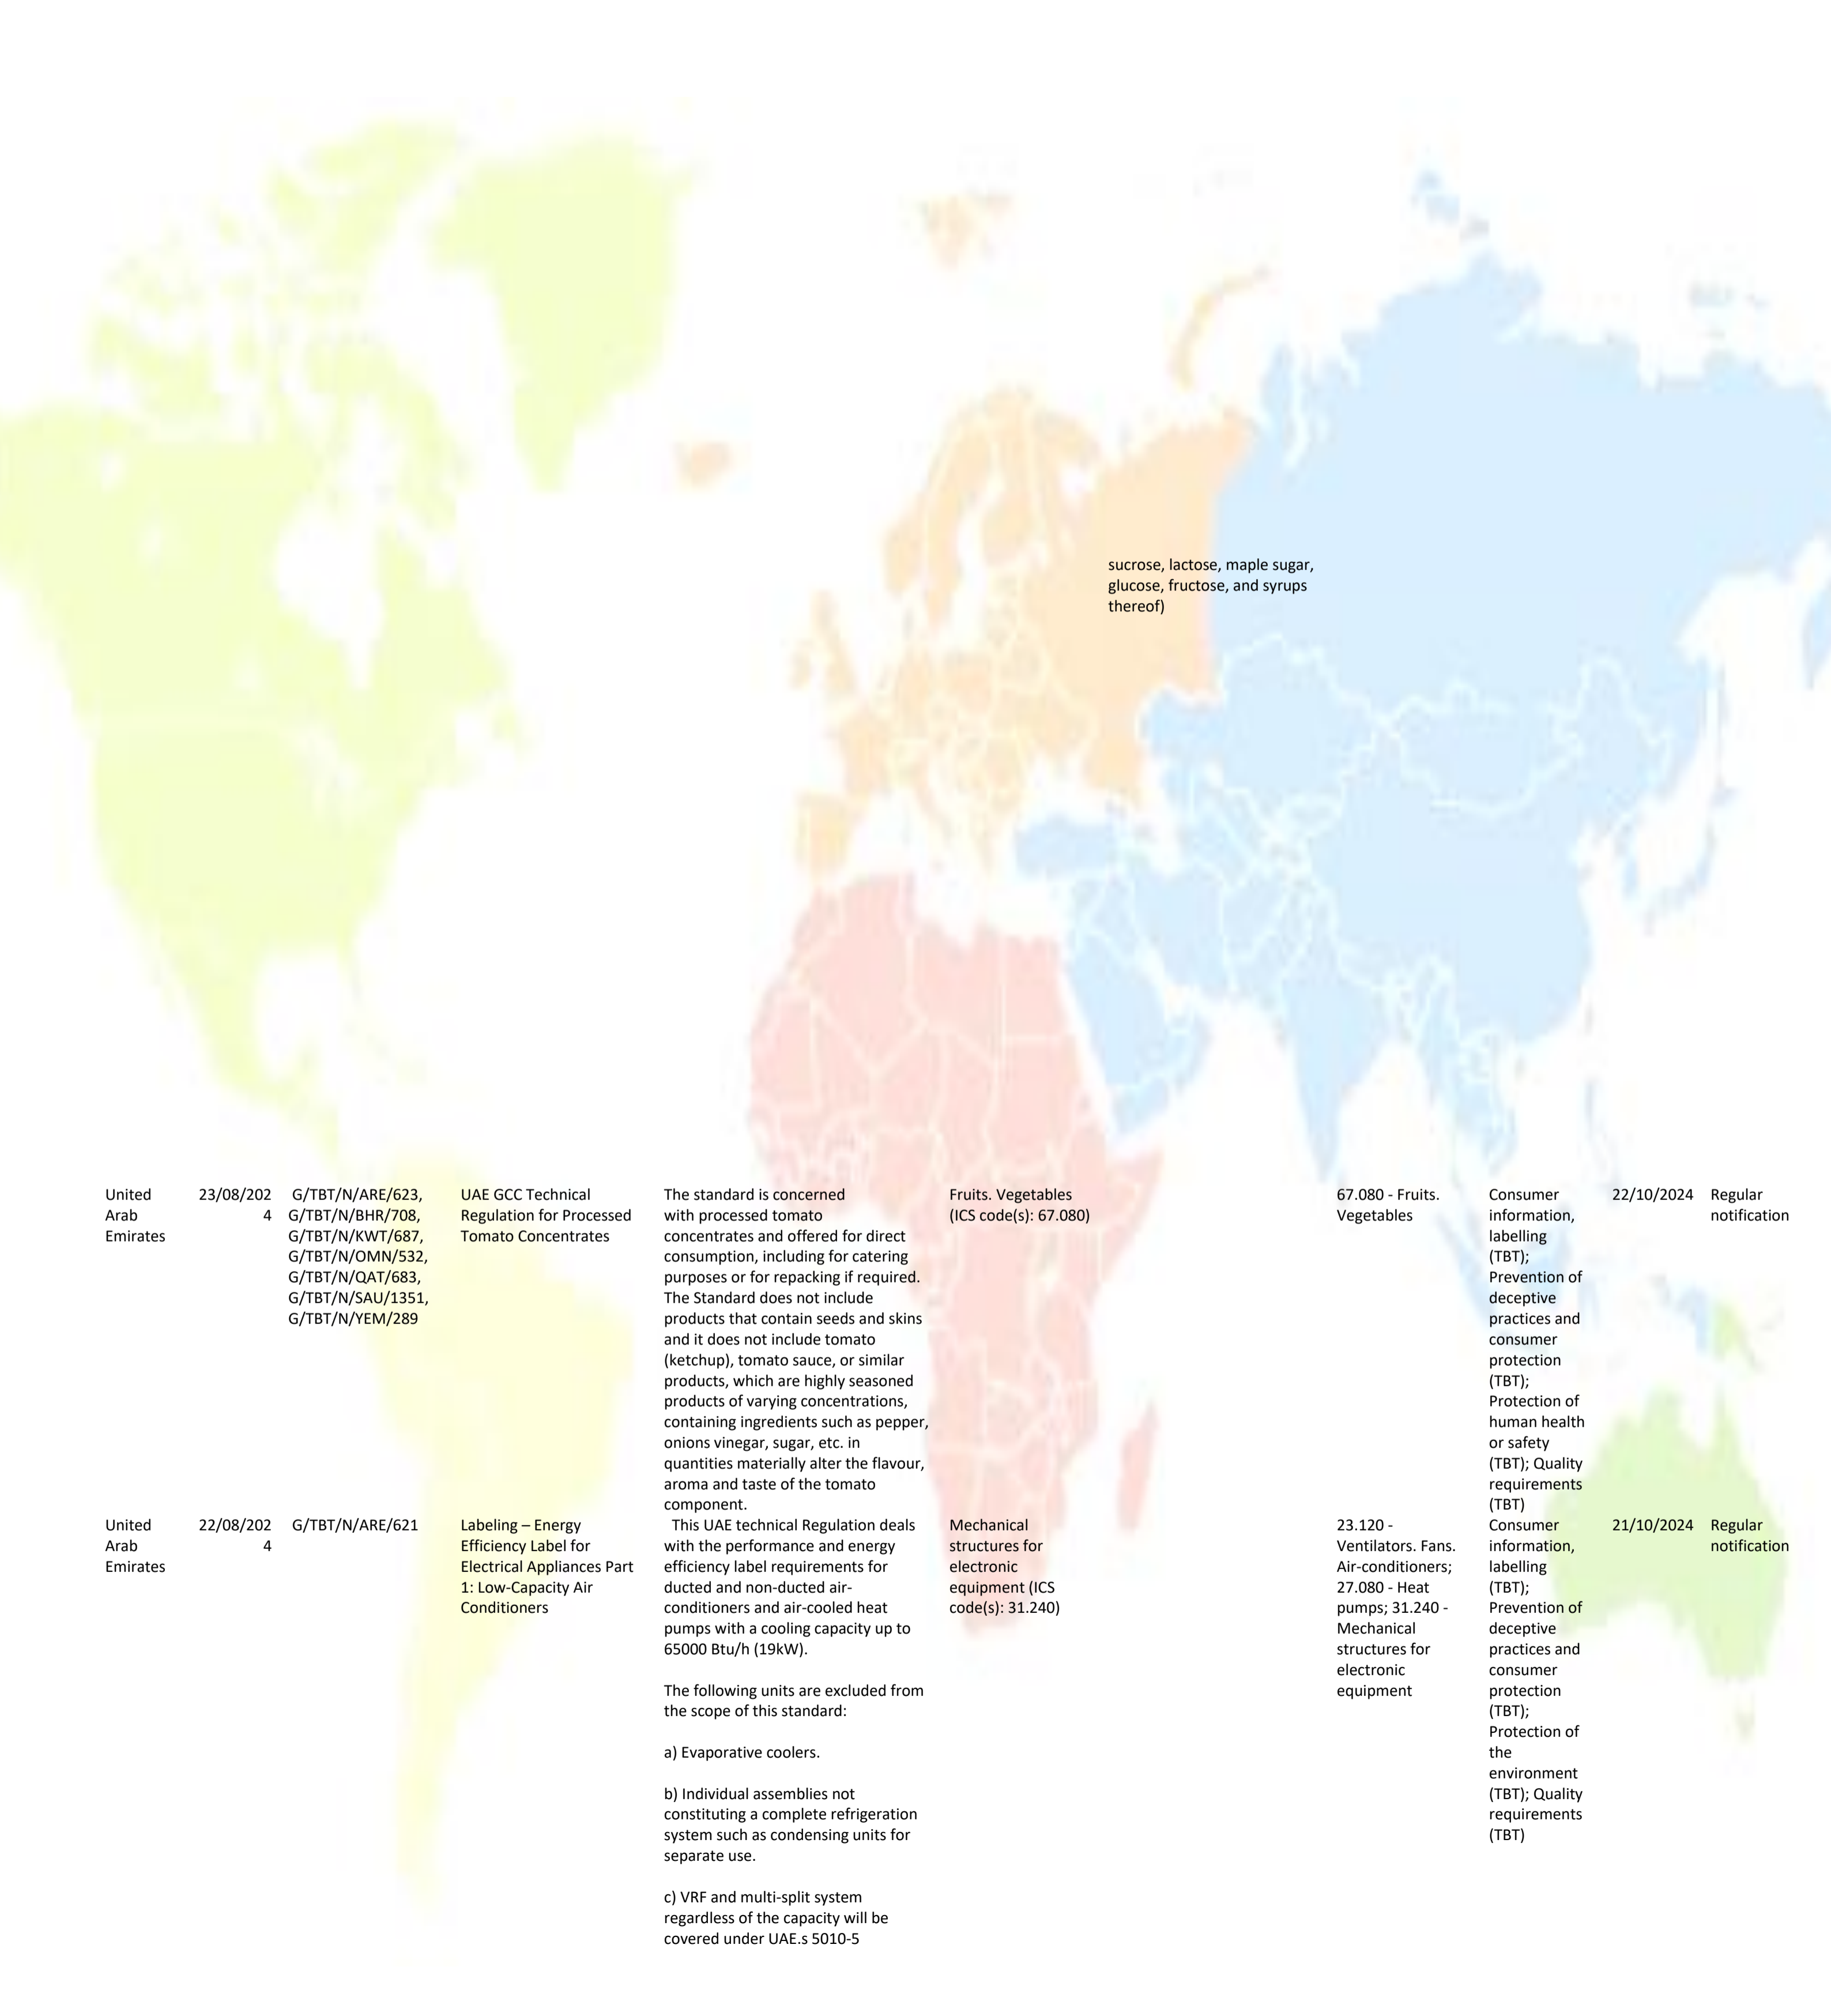 sucrose, lactose, maple sugar,
glucose, fructose, and syrups
thereof)
United
Arab
Emirates
23/08/202
4
G/TBT/N/ARE/623,
G/TBT/N/BHR/708,
G/TBT/N/KWT/687,
G/TBT/N/OMN/532,
G/TBT/N/QAT/683,
G/TBT/N/SAU/1351,
G/TBT/N/YEM/289
UAE GCC Technical
Regulation for Processed
Tomato Concentrates
The standard is concerned
with processed tomato
concentrates and offered for direct
consumption, including for catering
purposes or for repacking if required.
The Standard does not include
products that contain seeds and skins
and it does not include tomato
(ketchup), tomato sauce, or similar
products, which are highly seasoned
products of varying concentrations,
containing ingredients such as pepper,
onions vinegar, sugar, etc. in
quantities materially alter the flavour,
aroma and taste of the tomato
component.
Fruits. Vegetables
(ICS code(s): 67.080)
67.080 - Fruits.
Vegetables
Consumer
information,
labelling
(TBT);
Prevention of
deceptive
practices and
consumer
protection
(TBT);
Protection of
human health
or safety
(TBT); Quality
requirements
(TBT)
22/10/2024
Regular
notification
United
Arab
Emirates
22/08/202
4
G/TBT/N/ARE/621
Labeling – Energy
Efficiency Label for
Electrical Appliances Part
1: Low-Capacity Air
Conditioners
This UAE technical Regulation deals
with the performance and energy
efficiency label requirements for
ducted and non-ducted air-
conditioners and air-cooled heat
pumps with a cooling capacity up to
65000 Btu/h (19kW).
The following units are excluded from
the scope of this standard:
a) Evaporative coolers.
b) Individual assemblies not
constituting a complete refrigeration
system such as condensing units for
separate use.
c) VRF and multi-split system
regardless of the capacity will be
covered under UAE.s 5010-5
Mechanical
structures for
electronic
equipment (ICS
code(s): 31.240)
23.120 -
Ventilators. Fans.
Air-conditioners;
27.080 - Heat
pumps; 31.240 -
Mechanical
structures for
electronic
equipment
Consumer
information,
labelling
(TBT);
Prevention of
deceptive
practices and
consumer
protection
(TBT);
Protection of
the
environment
(TBT); Quality
requirements
(TBT)
21/10/2024
Regular
notification